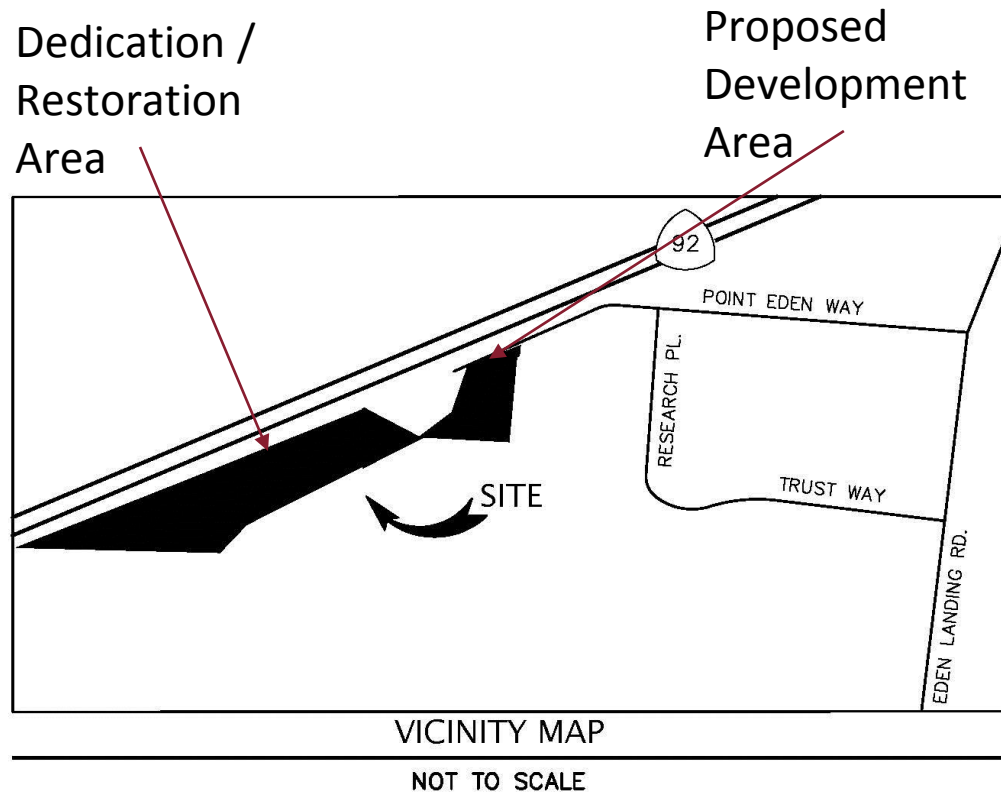 Dedication /
Restoration
Area
Proposed
Development
Area
92
POINT EDEN WAY
RESEARCH PL.
SITE
TRUST WAY
EDEN LANDING RD.
VICINITY MAP
NOT TO SCALE